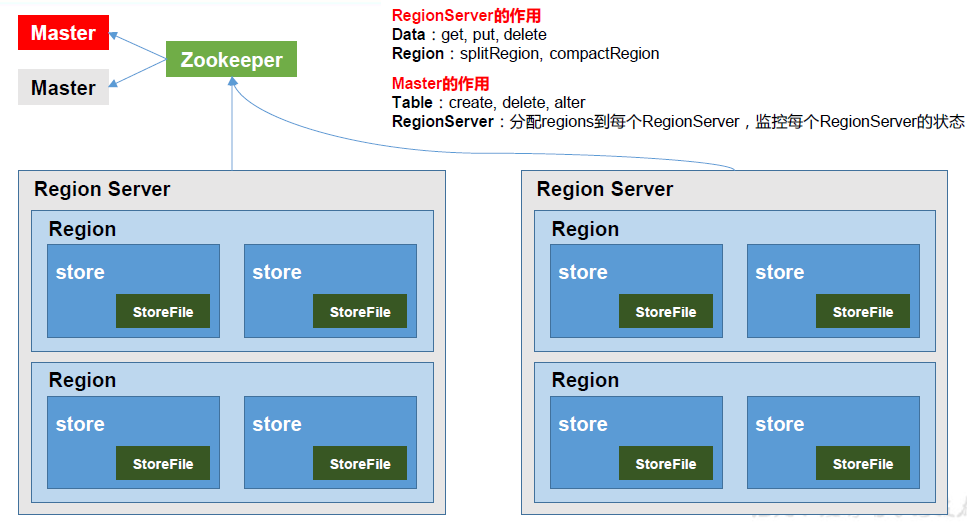 Master
Master
Zookeeper
RegionServer的作用
Data：get, put, delete
Region：splitRegion, compactRegion
Master的作用
Table：create, delete, alter
RegionServer：分配regions到每个RegionServer，监控每个RegionServer的状态
Region Server
Region
store
StoreFile
store
StoreFile
Region
store
StoreFile
store
StoreFile
Region Server
Region
store
StoreFile
store
StoreFile
Region
store
StoreFile
store
StoreFile